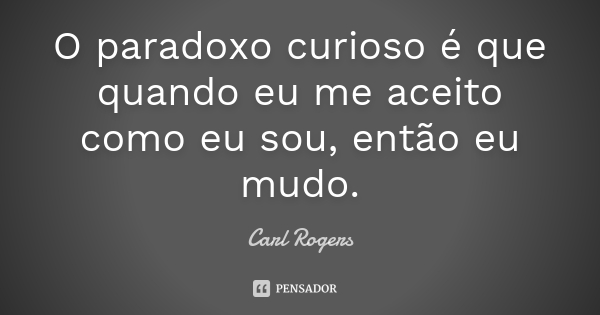 O paradoxo curioso é que
quando eu me aceito
como eu sou, então eu
mudo.
Carl Rogers
PENSADOR